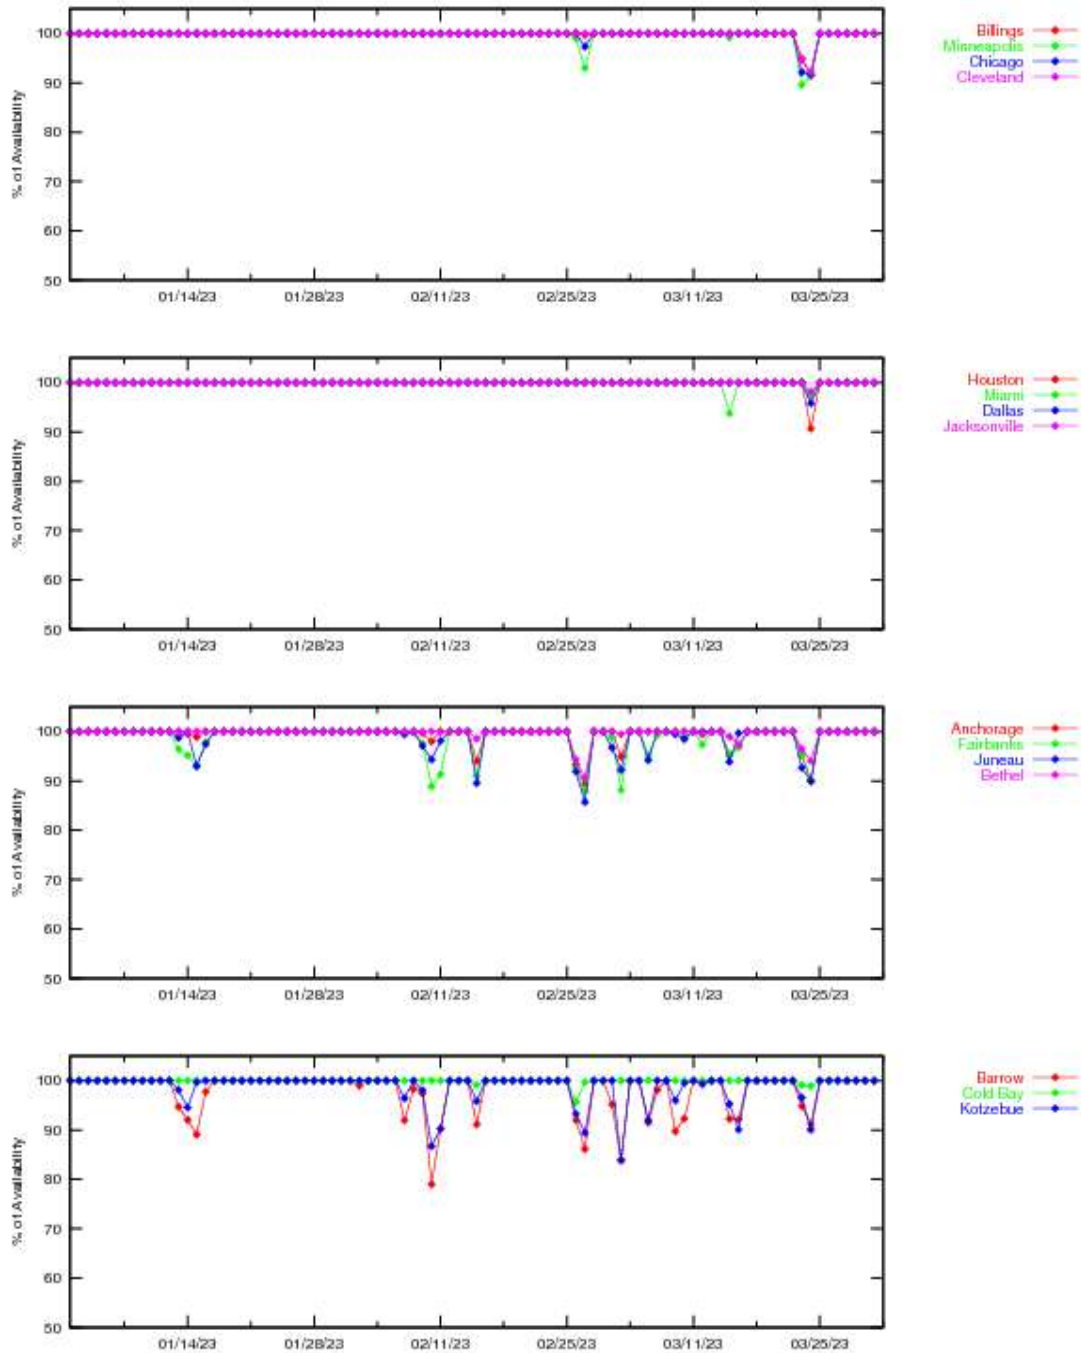 100
90
80
70
60
50
% of Availability
01/14/23 01/28/23 02/11/23 02/25/23 03/11/23 03/25/23
Billings
Minneapolis
Chicago
Cleveland
100
90
80
70
60
50
% of Availability
01/14/23 01/28/23 02/11/23 02/25/23 03/11/23 03/25/23
Houston
Miami
Dallas
Jacksonville
100
90
80
70
60
50
% of Availability
01/14/23 01/28/23 02/11/23 02/25/23 03/11/23 03/25/23
Anchorage
Fairbanks
Juneau
Bethel
100
90
80
70
60
50
% of Availability
01/14/23 01/28/23 02/11/23 02/25/23 03/11/23 03/25/23
Barrow
Cold Bay
Kotzebue